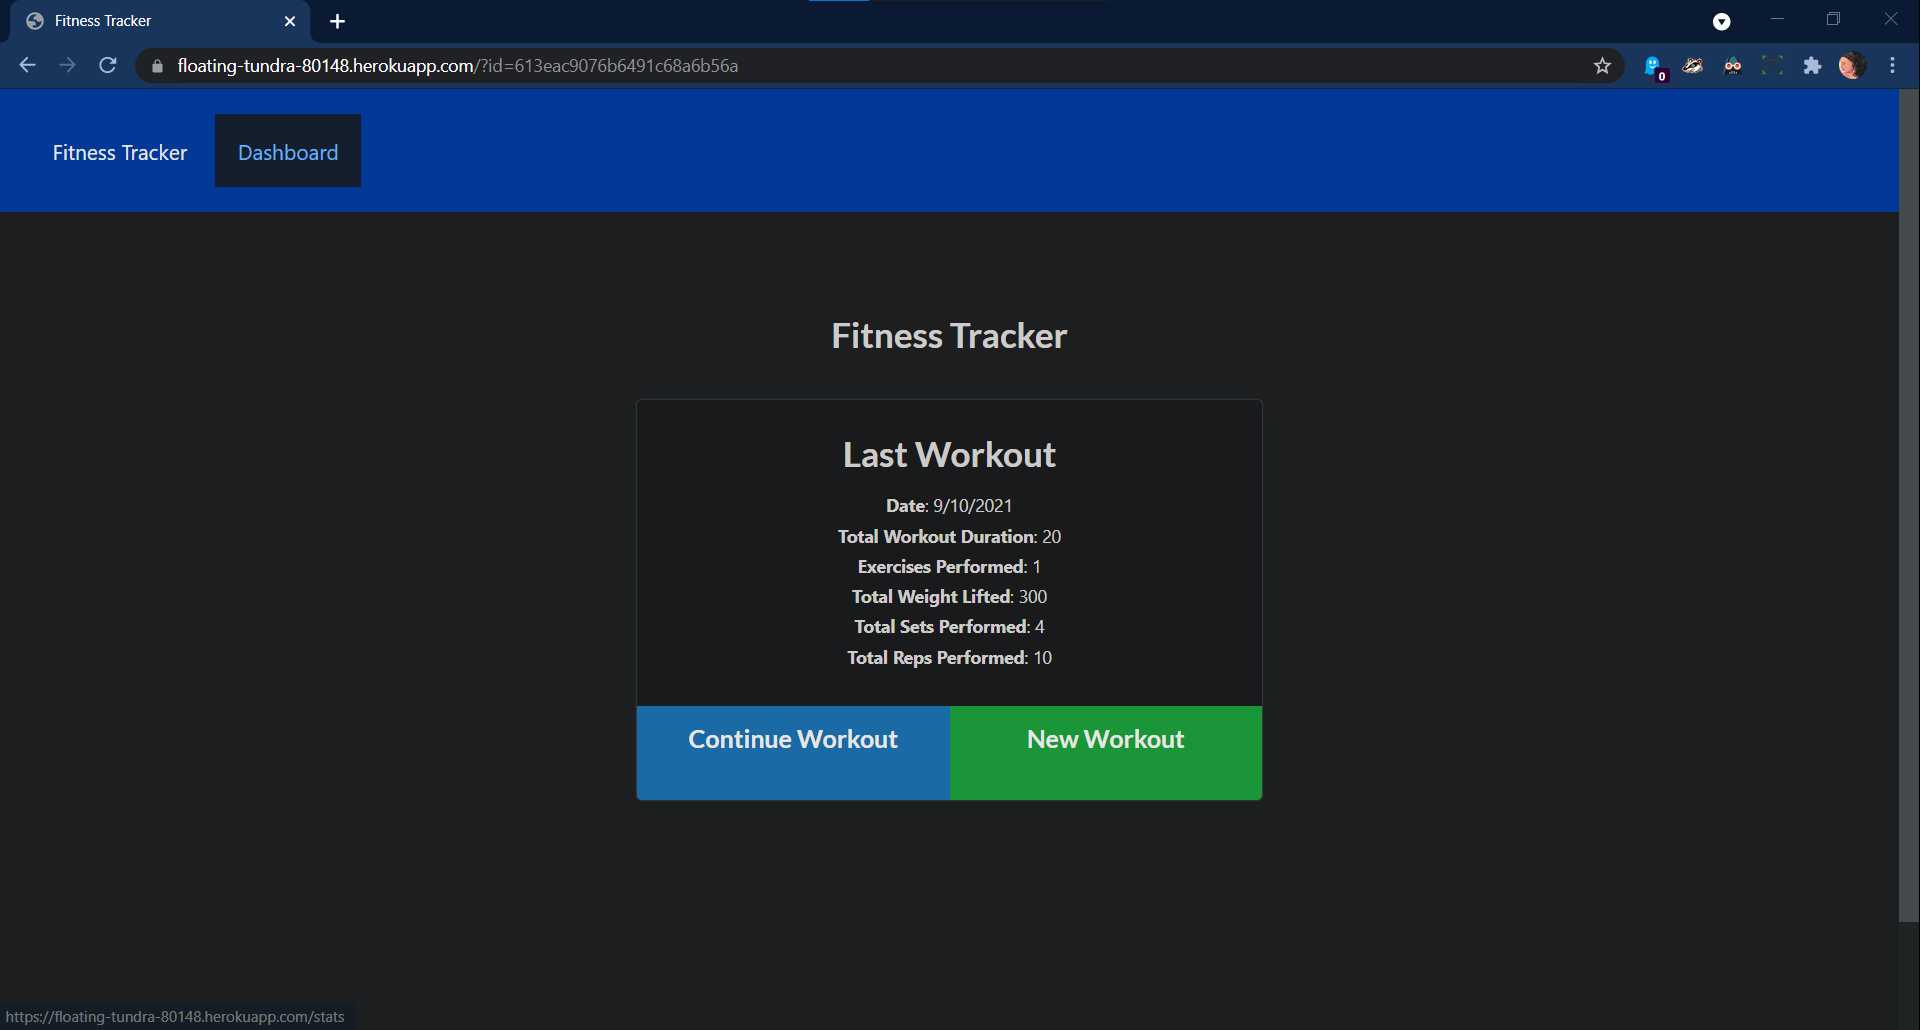 Fitness Tracker
floating-tundra-80148.herokuapp.com/?id=613eac9076b6491c68a6b56a
0
Fitness Tracker
Dashboard
Fitness Tracker
Last Workout
Date: 9/10/2021
Total Workout Duration: 20
Exercises Performed: 1
Total Weight Lifted: 300
Total Sets Performed: 4
Total Reps Performed: 10
Continue Workout
New Workout
https://floating-tundra-80148.herokuapp.com/stats